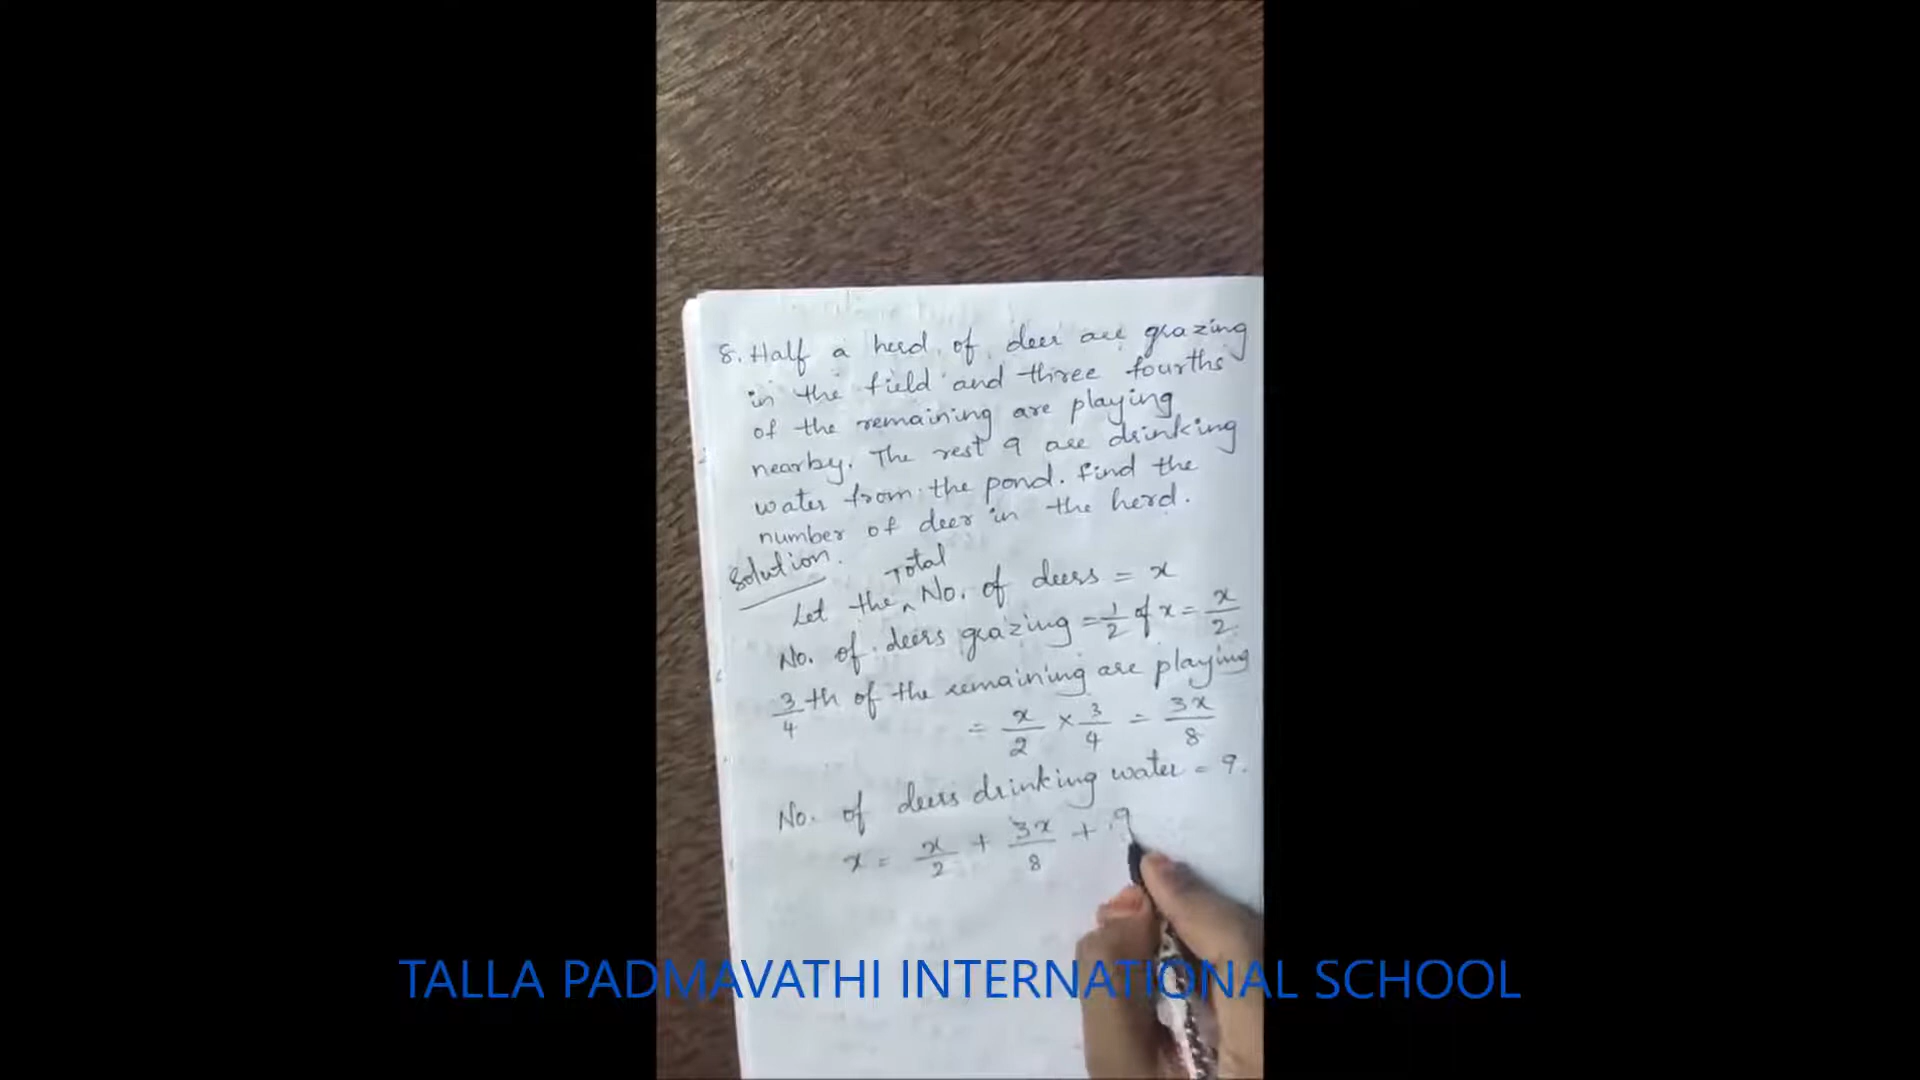 8. Half a herd of deer are grazing
in the field and three fourths
of the remaining are playing
nearby. The rest 9 are drinking
water from the pond. Find the
number of deer in the herd.
Solution.
Total
Let the ^ No. of deers = x
No. of deers grazing = 1/2 of x = x/2
3/4 th of the remaining are playing
= x/2 × 3/4 = 3x/8
No. of deers drinking water = 9.
x = x/2 + 3x/8 + 9
TALLA PADMAVATHI INTERNATIONAL SCHOOL